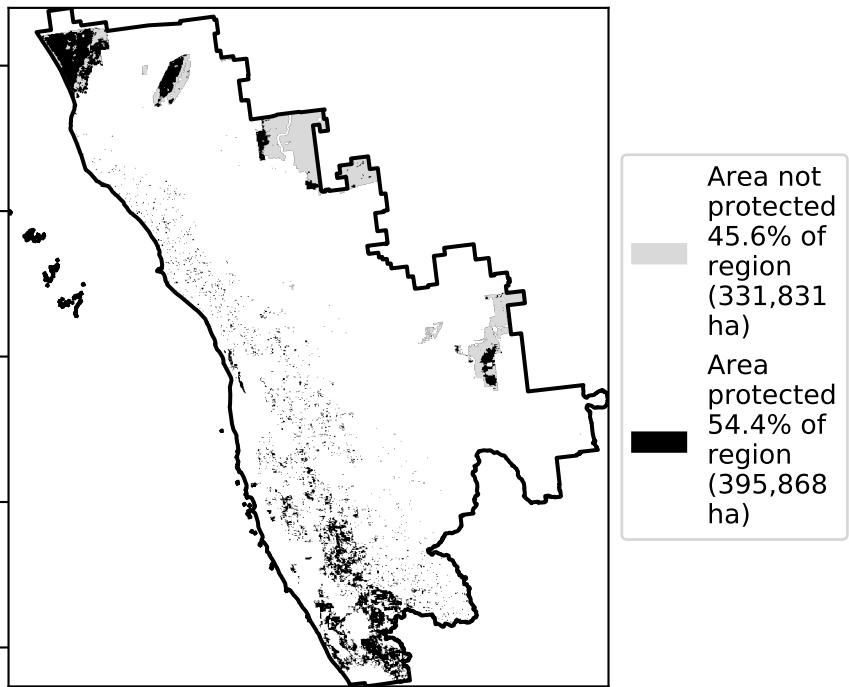 Area not
protected
45.6% of
region
(331,831
ha)
Area
protected
54.4% of
region
(395,868
ha)